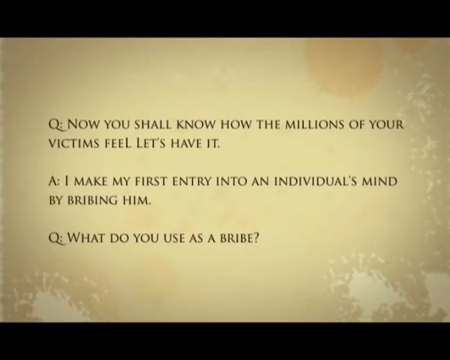 Q: Now you shall know how the millions of your
victims feel Let's have it.
A: I make my first entry into an individual's mind
by bribing him.
Q: What do you use as a bribe?